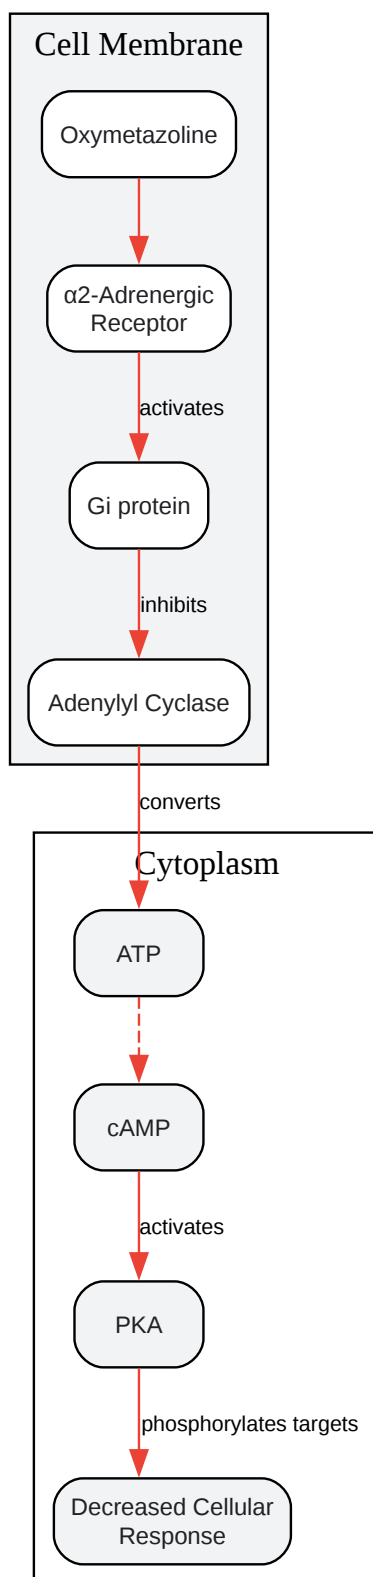 Cell Membrane
Oxymetazoline
α2-Adrenergic
Receptor
activates
Gi protein
inhibits
Adenylyl Cyclase
converts
Cytoplasm
ATP
cAMP
activates
PKA
phosphorylates targets
Decreased Cellular
Response